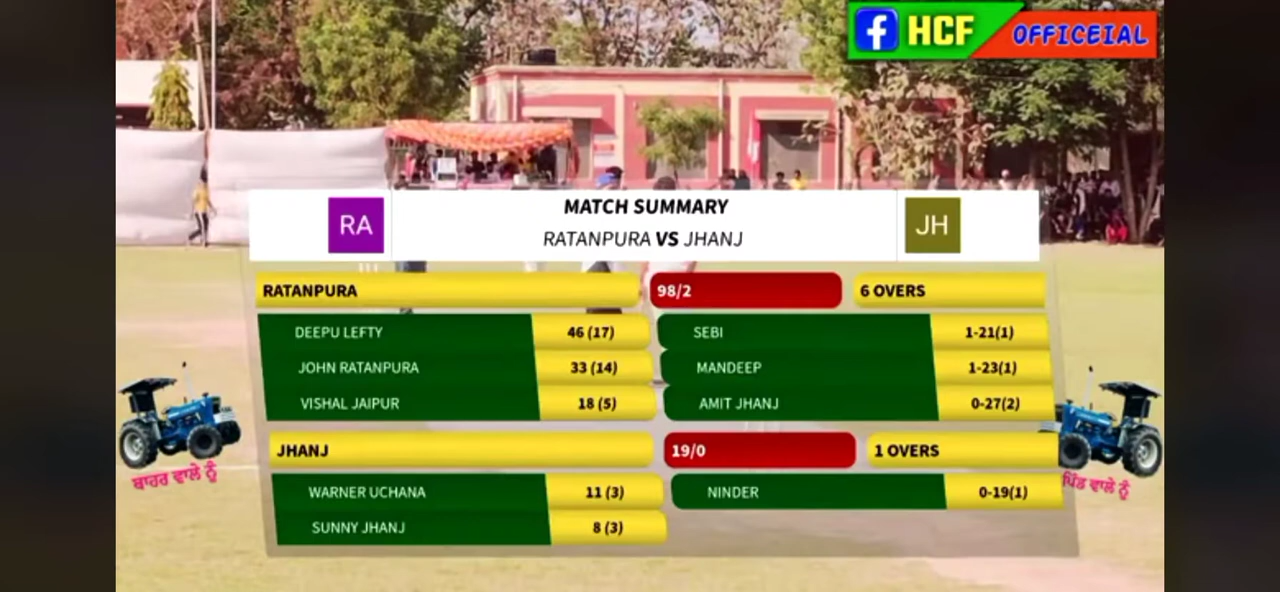 HCF OFFICEIAL
RA
MATCH SUMMARY
RATANPURA VS JHANJ
JH
RATANPURA 98/2 6 OVERS
DEEPU LEFTY 46 (17) SEBI 1-21(1)
JOHN RATANPURA 33 (14) MANDEEP 1-23(1)
VISHAL JAIPUR 18 (5) AMIT JHANJ 0-27(2)
JHANJ 19/0 1 OVERS
WARNER UCHANA 11 (3) NINDER 0-19(1)
SUNNY JHANJ 8 (3)
ਬਾਹਰ ਵਾਲੇ ਨੂੰ
ਪਿੰਡ ਵਾਲੇ ਨੂੰ